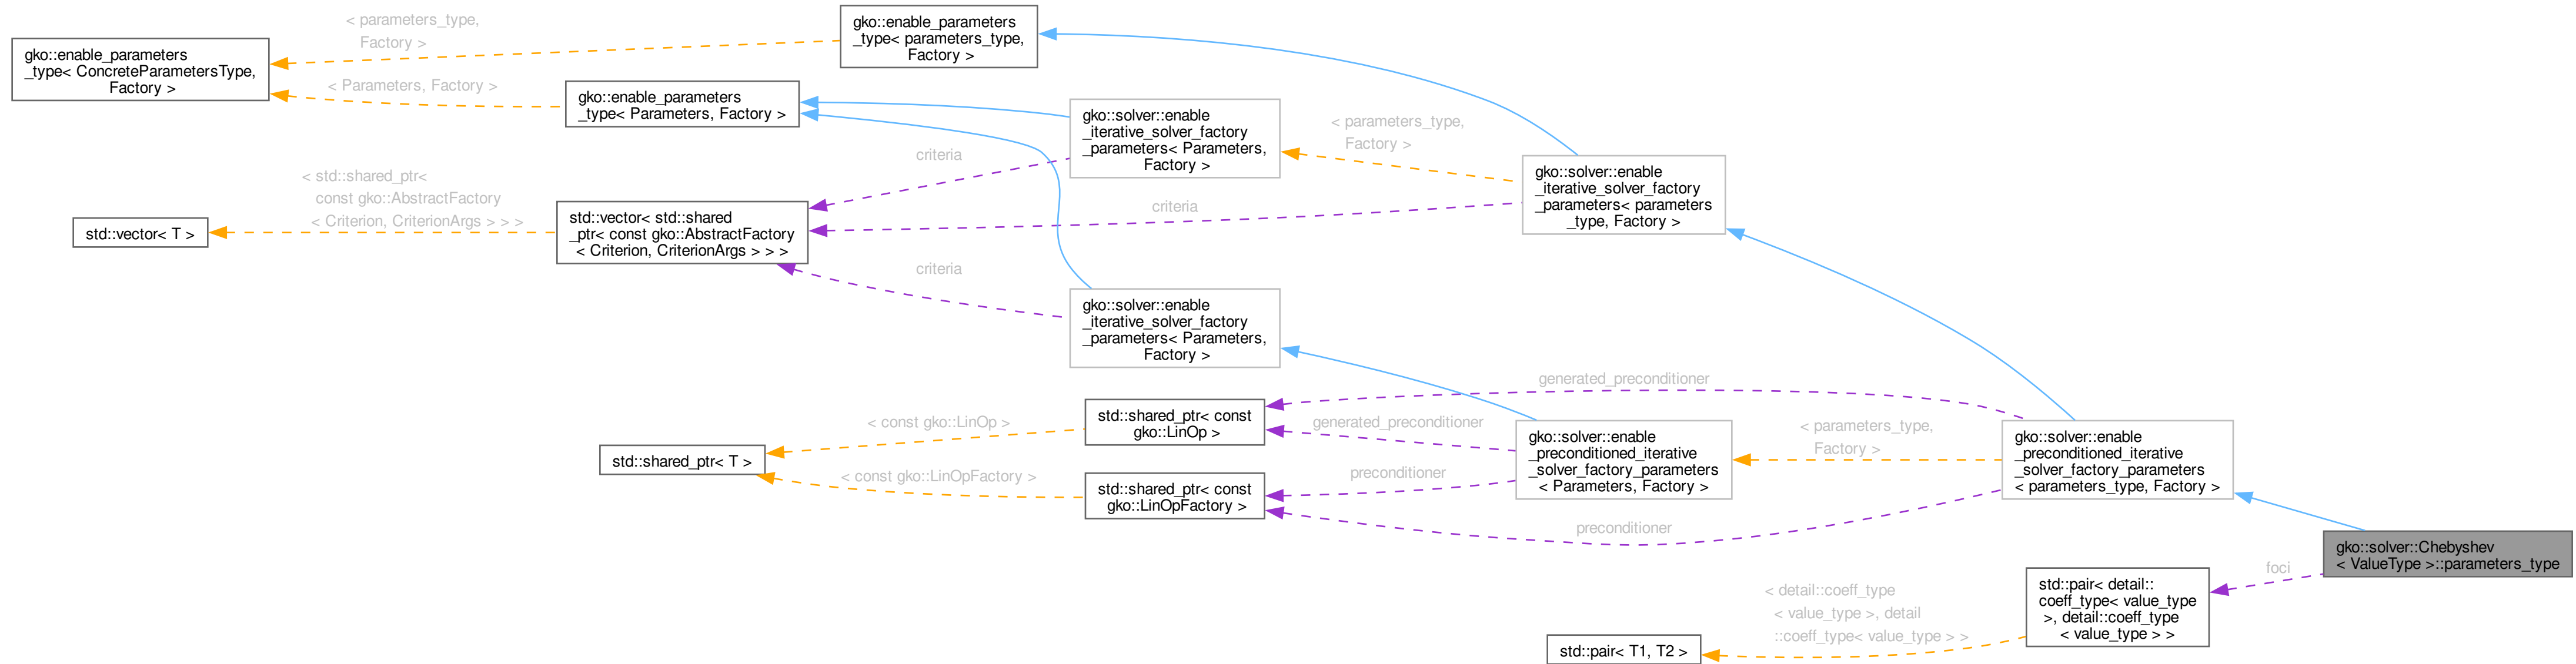 gko::enable_parameters
_type< ConcreteParametersType,
Factory >
< parameters_type,
Factory >
< Parameters, Factory >
gko::enable_parameters
_type< parameters_type,
Factory >
gko::enable_parameters
_type< Parameters, Factory >
std::vector< T >
< std::shared_ptr<
const gko::AbstractFactory
< Criterion, CriterionArgs > > >
std::vector< std::shared
_ptr< const gko::AbstractFactory
< Criterion, CriterionArgs > > >
criteria
criteria
criteria
gko::solver::enable
_iterative_solver_factory
_parameters< Parameters,
Factory >
< parameters_type,
Factory >
gko::solver::enable
_iterative_solver_factory
_parameters< parameters
_type, Factory >
gko::solver::enable
_iterative_solver_factory
_parameters< Parameters,
Factory >
std::shared_ptr< T >
< const gko::LinOp >
< const gko::LinOpFactory >
std::shared_ptr< const
gko::LinOp >
std::shared_ptr< const
gko::LinOpFactory >
generated_preconditioner
generated_preconditioner
preconditioner
preconditioner
gko::solver::enable
_preconditioned_iterative
_solver_factory_parameters
< Parameters, Factory >
< parameters_type,
Factory >
gko::solver::enable
_preconditioned_iterative
_solver_factory_parameters
< parameters_type, Factory >
gko::solver::Chebyshev
< ValueType >::parameters_type
foci
std::pair< detail::
coeff_type< value_type
>, detail::coeff_type
< value_type > >
< detail::coeff_type
< value_type >, detail
::coeff_type< value_type > >
std::pair< T1, T2 >